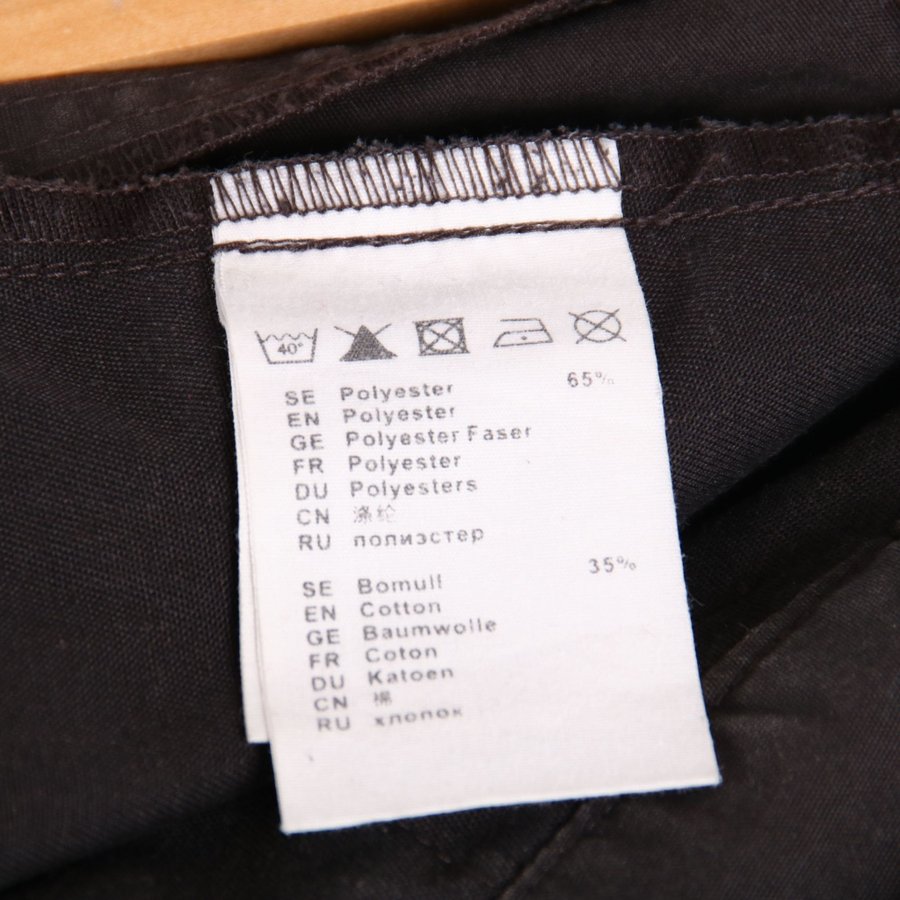 40°
SE Polyester 65%
EN Polyester
GE Polyester Faser
FR Polyester
DU Polyesters
CN 涤纶
RU полиэстер
SE Bomull 35%
EN Cotton
GE Baumwolle
FR Coton
DU Katoen
CN 棉
RU хлопок